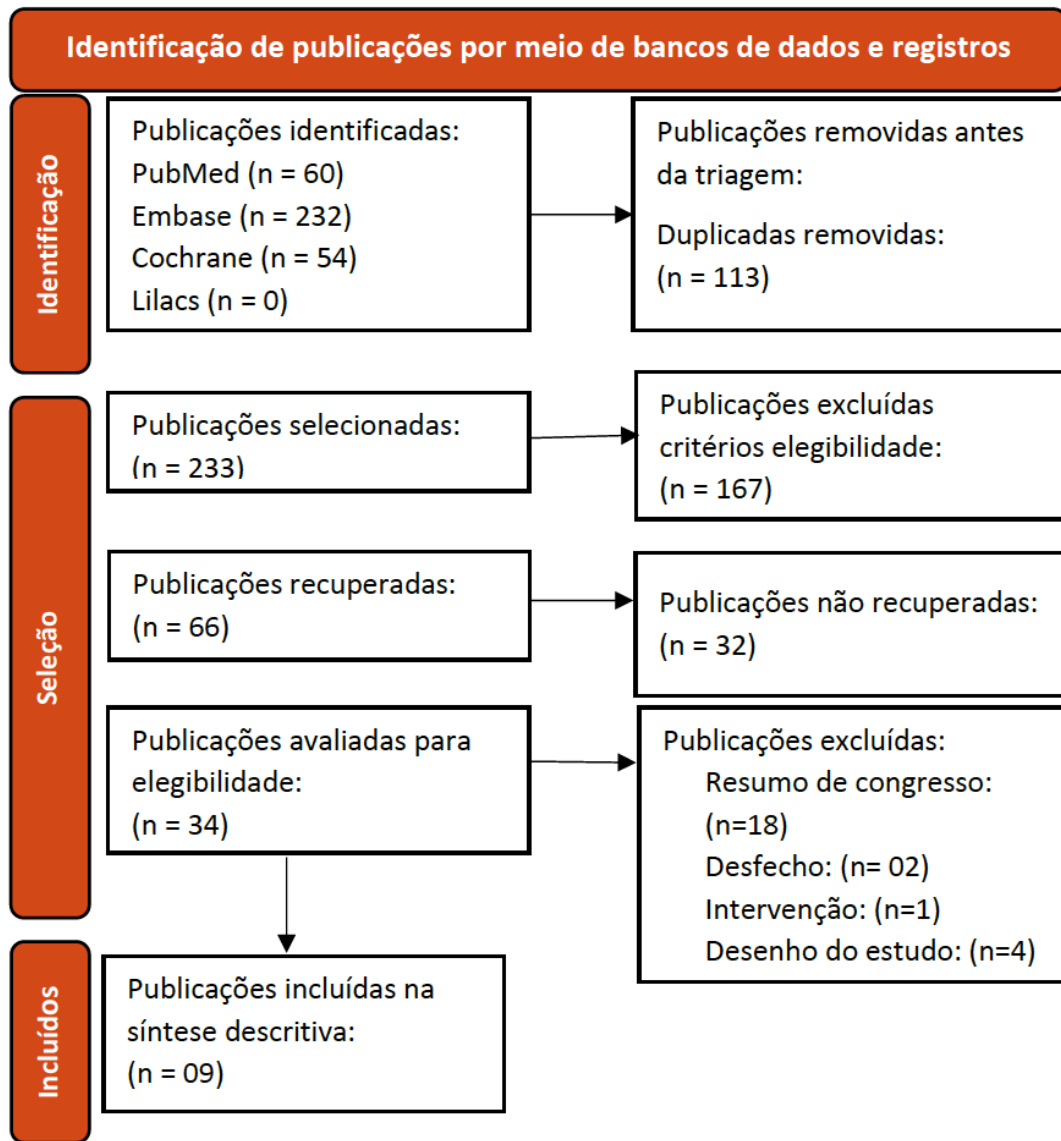 Identificação de publicações por meio de bancos de dados e registros
Identificação
Publicações identificadas:
PubMed (n = 60)
Embase (n = 232)
Cochrane (n = 54)
Lilacs (n = 0)
Publicações removidas antes
da triagem:
Duplicadas removidas:
(n = 113)
Seleção
Publicações selecionadas:
(n = 233)
Publicações excluídas
critérios elegibilidade:
(n = 167)
Publicações recuperadas:
(n = 66)
Publicações não recuperadas:
(n = 32)
Publicações avaliadas para
elegibilidade:
(n = 34)
Publicações excluídas:
Resumo de congresso:
(n=18)
Desfecho: (n= 02)
Intervenção: (n=1)
Desenho do estudo: (n=4)
Incluídos
Publicações incluídas na
síntese descritiva:
(n = 09)